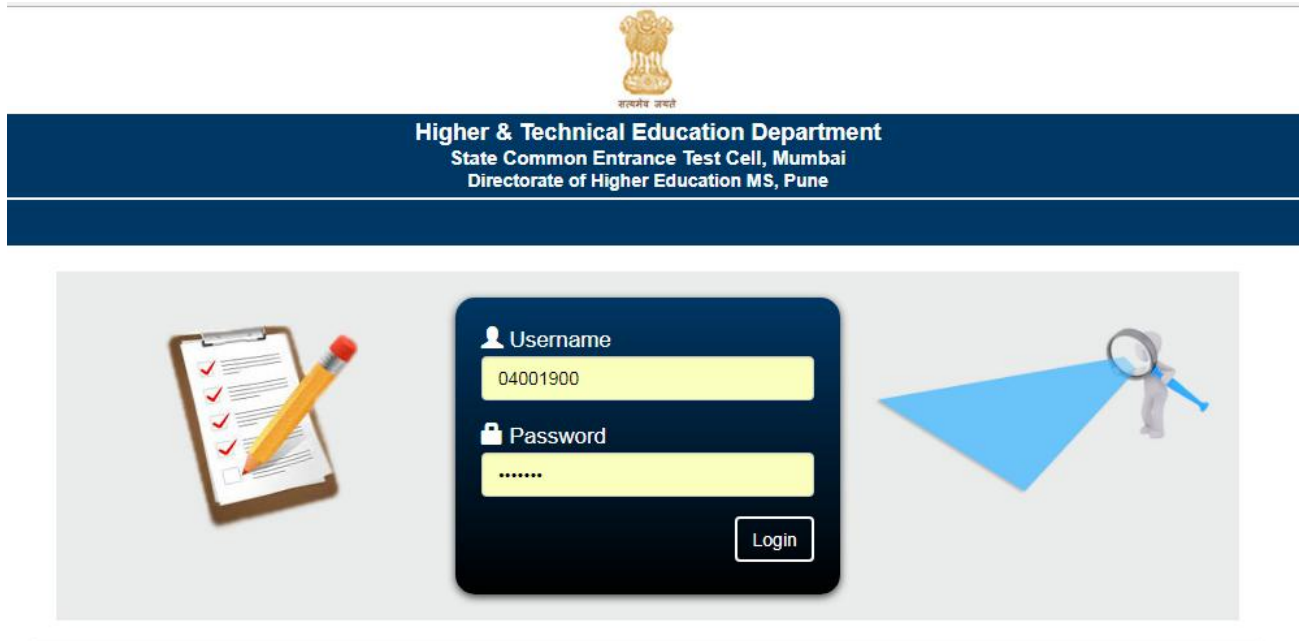 सत्यमेव जयते
Higher & Technical Education Department
State Common Entrance Test Cell, Mumbai
Directorate of Higher Education MS, Pune
Username
04001900
Password
•••••••
Login